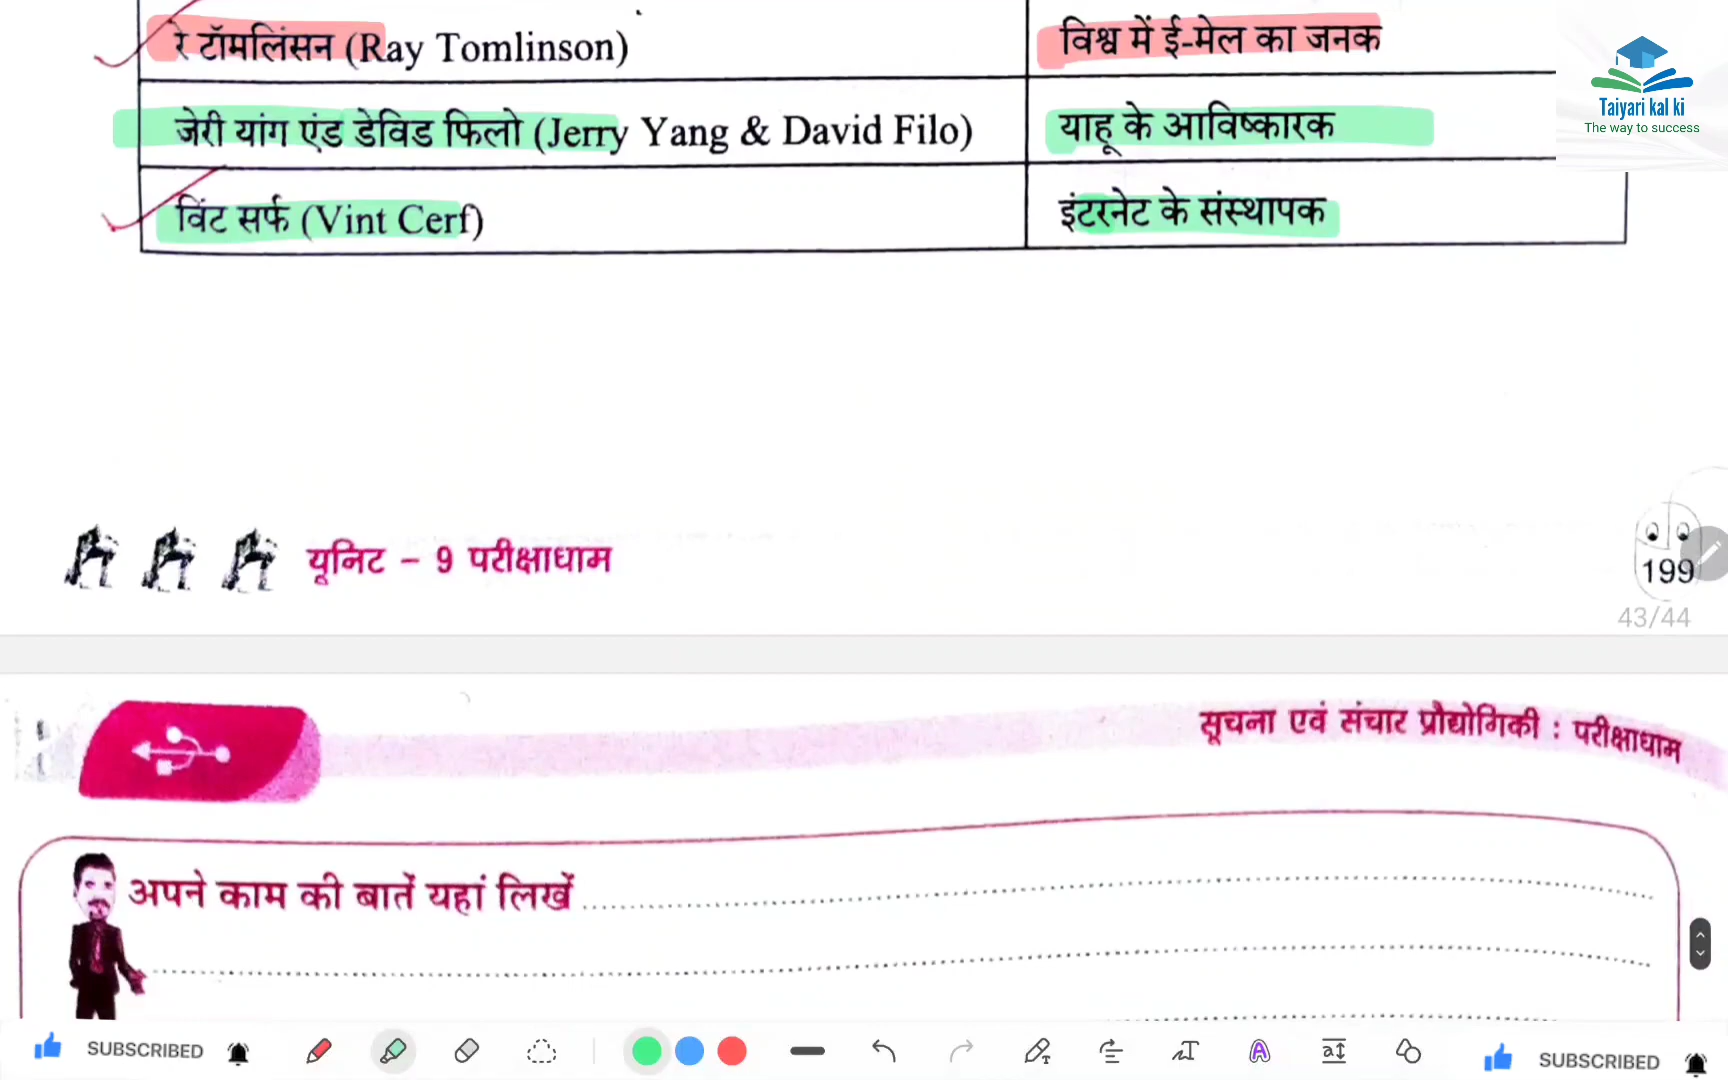 रे टॉमलिंसन (Ray Tomlinson) विश्व में ई-मेल का जनक
Taiyari kal ki
The way to success
जेरी यांग एंड डेविड फिलो (Jerry Yang & David Filo) याहू के आविष्कारक
विंट सर्फ (Vint Cerf) इंटरनेट के संस्थापक
यूनिट – 9 परीक्षाधाम
199
43/44
सूचना एवं संचार प्रौद्योगिकी : परीक्षाधाम
अपने काम की बातें यहां लिखें
SUBSCRIBED
SUBSCRIBED